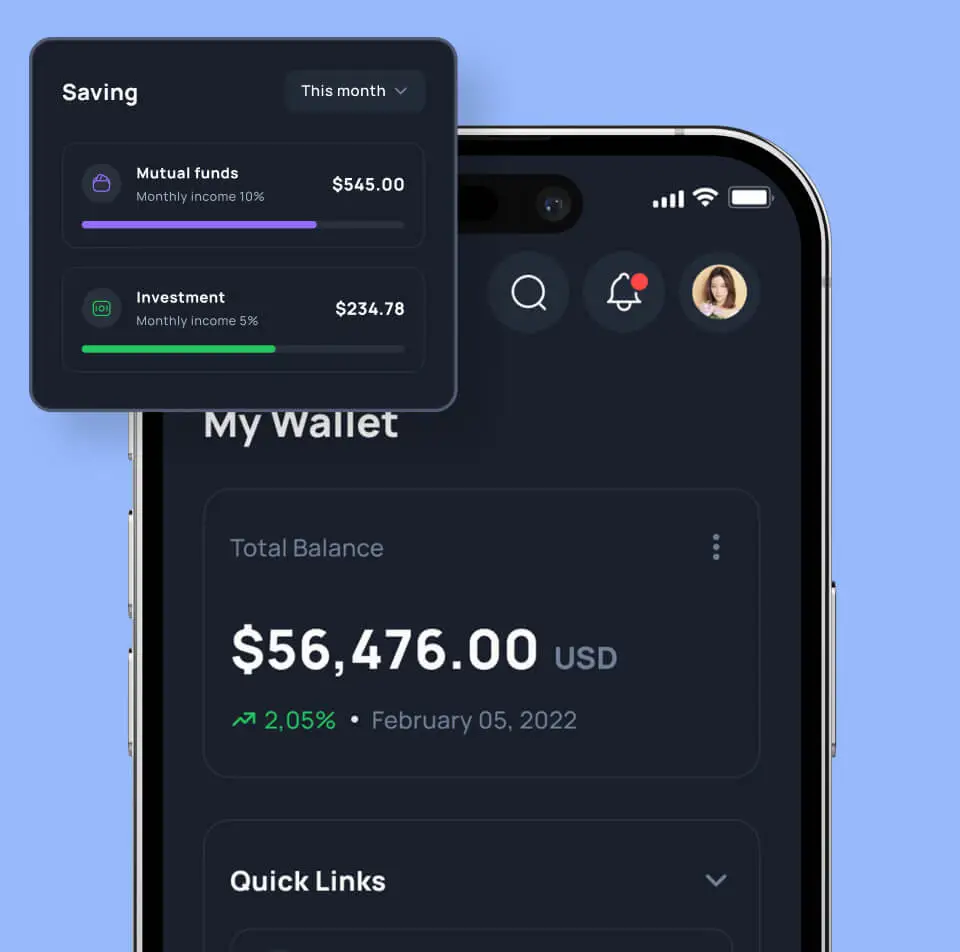 Saving
This month
Mutual funds
Monthly income 10%
$545.00
Investment
Monthly income 5%
$234.78
My Wallet
Total Balance
$56,476.00 USD
2,05% • February 05, 2022
Quick Links